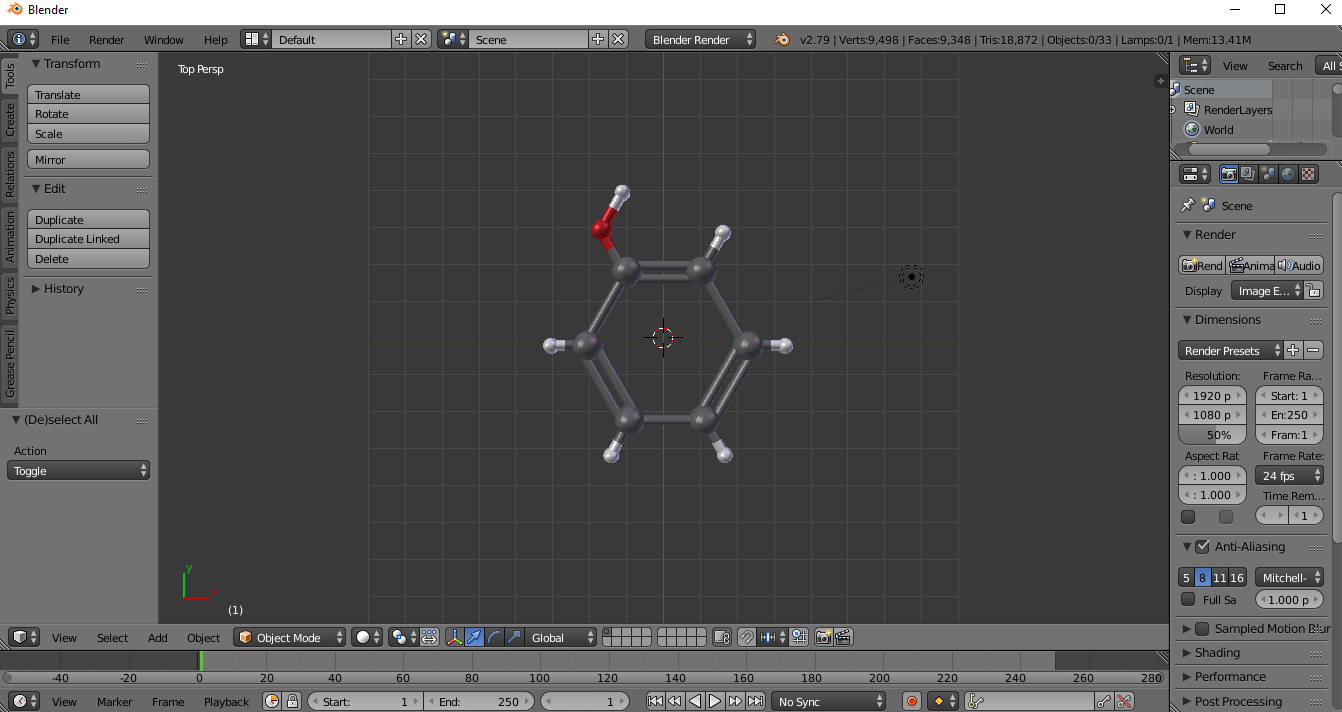 Blender
File Render Window Help Default Scene Blender Render v2.79 | Verts:9,498 | Faces:9,348 | Tris:18,872 | Objects:0/33 | Lamps:0/1 | Mem:13.41M
Tools
Create
Relations
Animation
Physics
Grease Pencil
Transform
Translate
Rotate
Scale
Mirror
Edit
Duplicate
Duplicate Linked
Delete
History
(De)select All
Action
Toggle
Top Persp
y
x
(1)
View Select Add Object Object Mode Global
-40 -20 0 20 40 60 80 100 120 140 160 180 200 220 240 260 280
View Marker Frame Playback Start: 1 End: 250 1 No Sync
View Search All S
Scene
RenderLayers
World
Scene
Render
Rend Anima Audio
Display Image E...
Dimensions
Render Presets
Resolution: Frame Ra...
1920 p Start: 1
1080 p En:250
50% Fram:1
Aspect Rat Frame Rate:
: 1.000 24 fps
: 1.000 Time Rem...
1
Anti-Aliasing
5 8 11 16 Mitchell-
Full Sa 1.000 p
Sampled Motion Blur
Shading
Performance
Post Processing